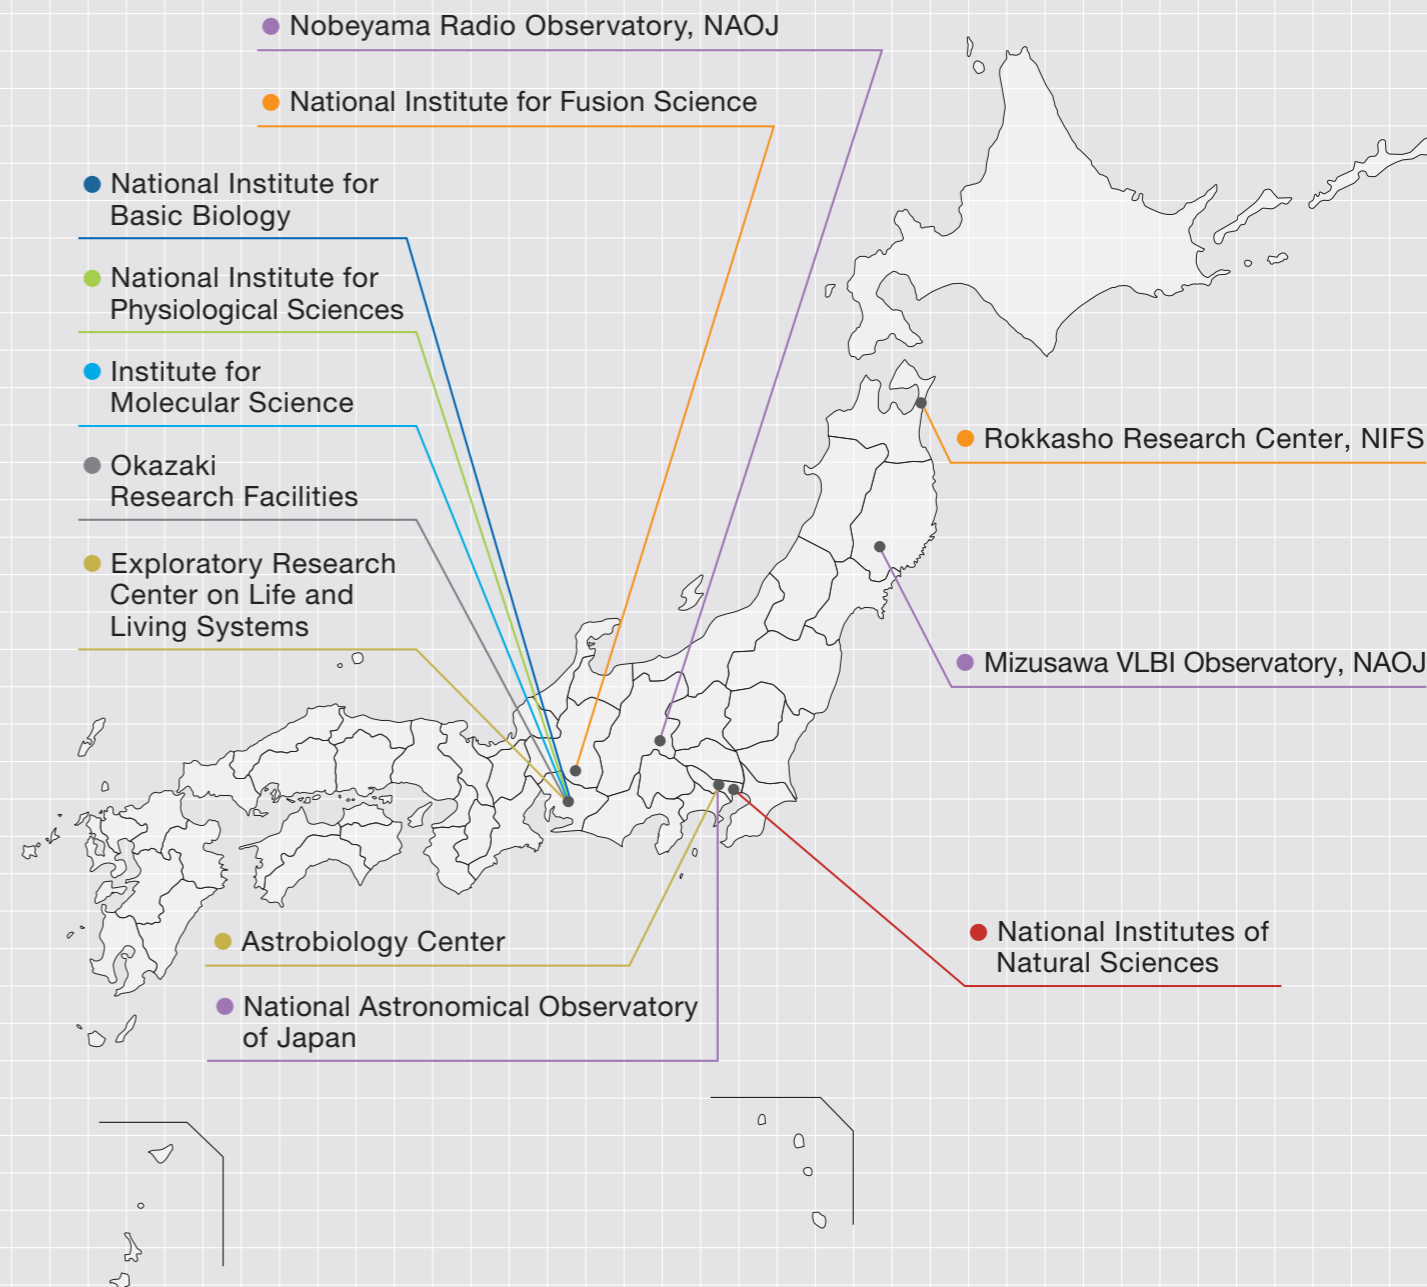 Nobeyama Radio Observatory, NAOJ
National Institute for Fusion Science
National Institute for
Basic Biology
National Institute for
Physiological Sciences
Institute for
Molecular Science
Okazaki
Research Facilities
Exploratory Research
Center on Life and
Living Systems
Rokkasho Research Center, NIFS
Mizusawa VLBI Observatory, NAOJ
Astrobiology Center
National Astronomical Observatory
of Japan
National Institutes of
Natural Sciences